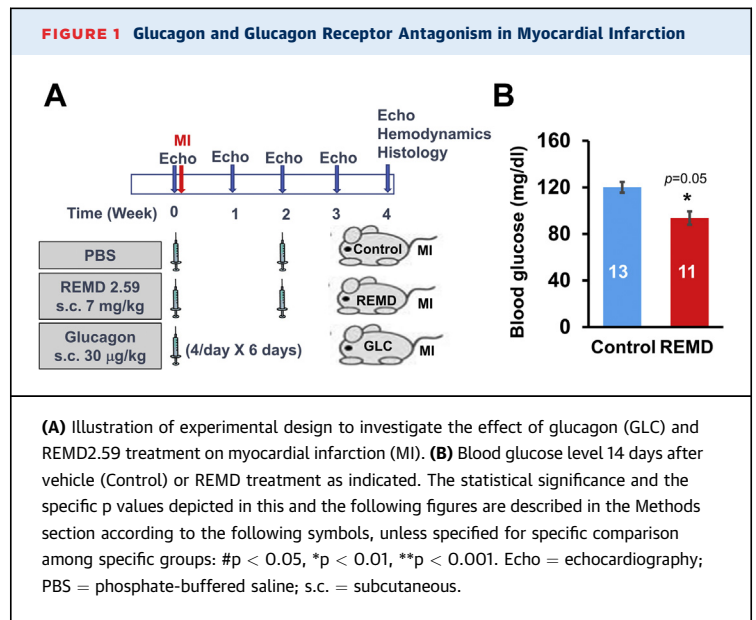 FIGURE 1 Glucagon and Glucagon Receptor Antagonism in Myocardial Infarction
A
MI
Echo Echo Echo Echo
Echo
Hemodynamics
Histology
Time (Week) 0 1 2 3 4
PBS
Control MI
REMD 2.59
s.c. 7 mg/kg
REMD MI
Glucagon
s.c. 30 μg/kg
(4/day X 6 days)
GLC MI
B
Blood glucose (mg/dl)
160
120
80
40
0
p=0.05
*
13
11
Control REMD
(A) Illustration of experimental design to investigate the effect of glucagon (GLC) and
REMD2.59 treatment on myocardial infarction (MI). (B) Blood glucose level 14 days after
vehicle (Control) or REMD treatment as indicated. The statistical significance and the
specific p values depicted in this and the following figures are described in the Methods
section according to the following symbols, unless specified for specific comparison
among specific groups: #p < 0.05, *p < 0.01, **p < 0.001. Echo = echocardiography;
PBS = phosphate-buffered saline; s.c. = subcutaneous.